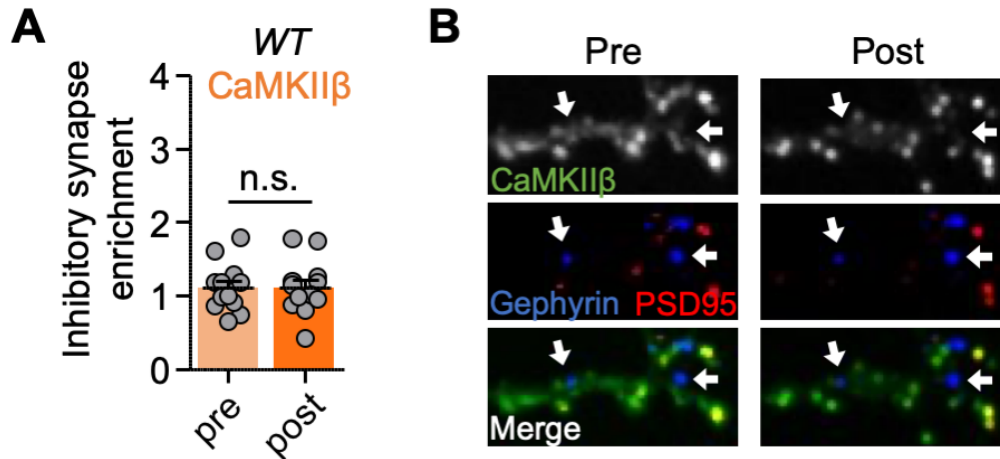 A
WT
CaMKIIβ
Inhibitory synapse
enrichment
4
3
2
1
0
n.s.
pre
post
B
Pre
Post
CaMKIIβ
Gephyrin PSD95
Merge